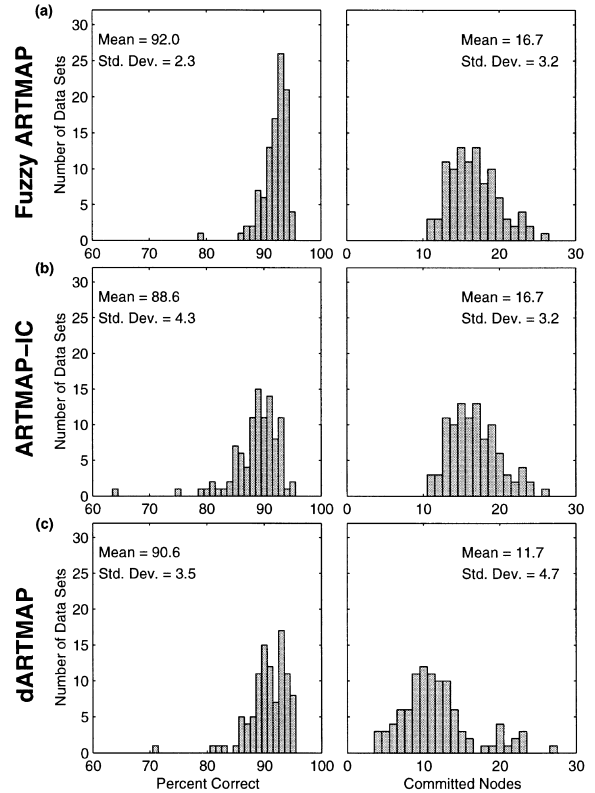 (a)
Fuzzy ARTMAP
Number of Data Sets
30
25
20
15
10
5
0
Mean = 92.0
Std. Dev. = 2.3
60 70 80 90 100
Mean = 16.7
Std. Dev. = 3.2
0 10 20 30
(b)
ARTMAP-IC
Number of Data Sets
30
25
20
15
10
5
0
Mean = 88.6
Std. Dev. = 4.3
60 70 80 90 100
Mean = 16.7
Std. Dev. = 3.2
0 10 20 30
(c)
dARTMAP
Number of Data Sets
30
25
20
15
10
5
0
Mean = 90.6
Std. Dev. = 3.5
60 70 80 90 100
Percent Correct
Mean = 11.7
Std. Dev. = 4.7
0 10 20 30
Committed Nodes